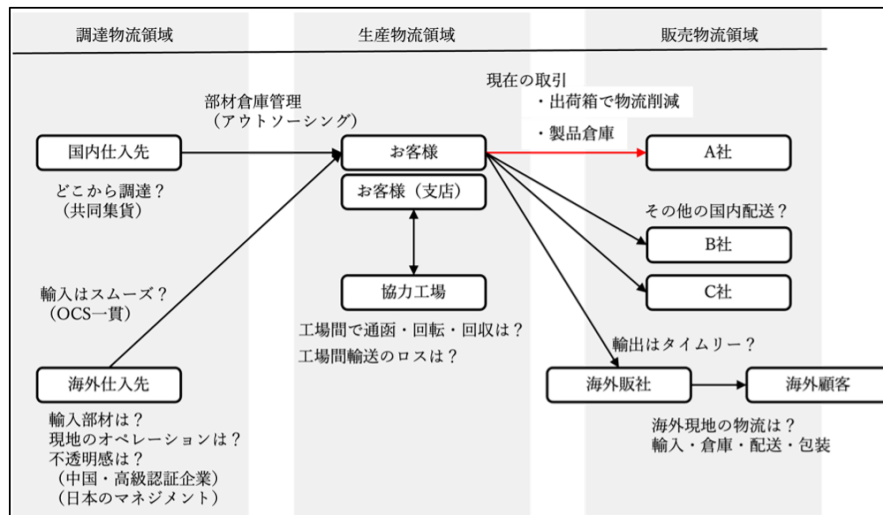 調達物流領域
生産物流領域
販売物流領域
現在の取引
・出荷箱で物流削減
・製品倉庫
部材倉庫管理
(アウトソーシング)
国内仕入先
お客様
A社
どこから調達？
(共同集貨)
お客様（支店）
その他の国内配送？
B社
輸入はスムーズ？
(OCS一貫)
協力工場
C社
工場間で通函・回転・回収は？
工場間輸送のロスは？
輸出はタイムリー？
海外仕入先
海外販社
海外顧客
輸入部材は？
現地のオペレーションは？
不透明感は？
(中国・高級認証企業)
(日本のマネジメント)
海外現地の物流は？
輸入・倉庫・配送・包装